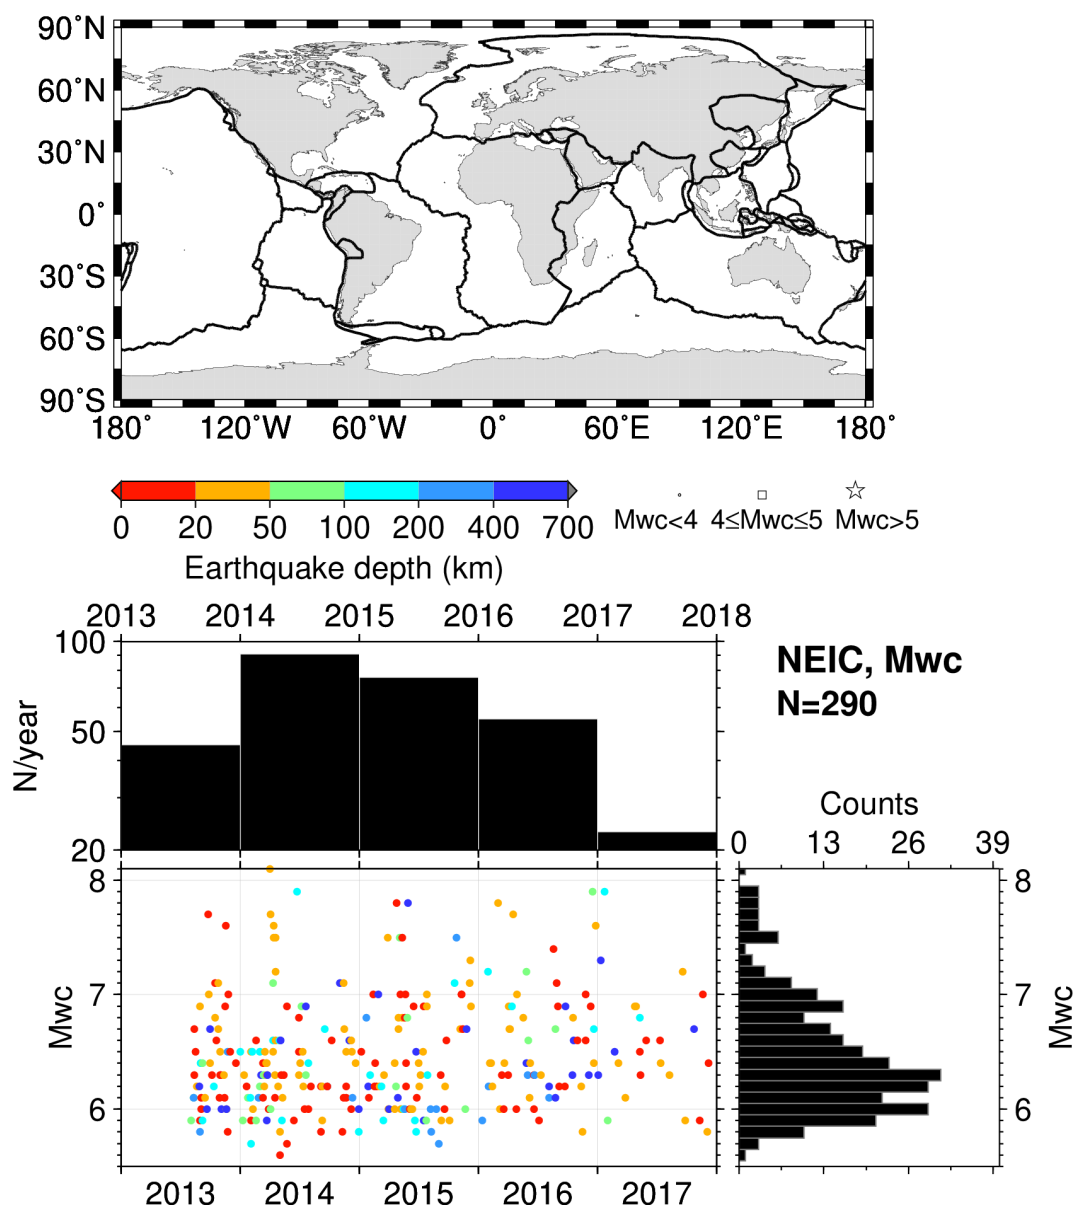 90˚N
60˚N
30˚N
0˚
30˚S
60˚S
90˚S
180˚ 120˚W 60˚W 0˚ 60˚E 120˚E 180˚
0 20 50 100 200 400 700
Earthquake depth (km)
Mwc<4 4≤Mwc≤5 Mwc>5
2013 2014 2015 2016 2017 2018
100
50
20
N/year
NEIC, Mwc
N=290
Counts
0 13 26 39
8
7
6
Mwc
8
7
6
Mwc
2013 2014 2015 2016 2017